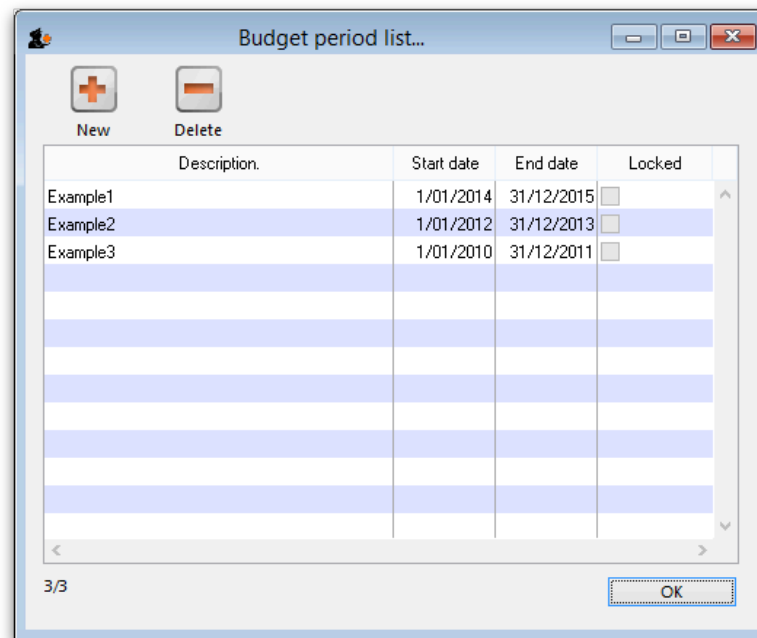 Budget period list...
New Delete
Description. Start date End date Locked
Example1 1/01/2014 31/12/2015
Example2 1/01/2012 31/12/2013
Example3 1/01/2010 31/12/2011
3/3
OK